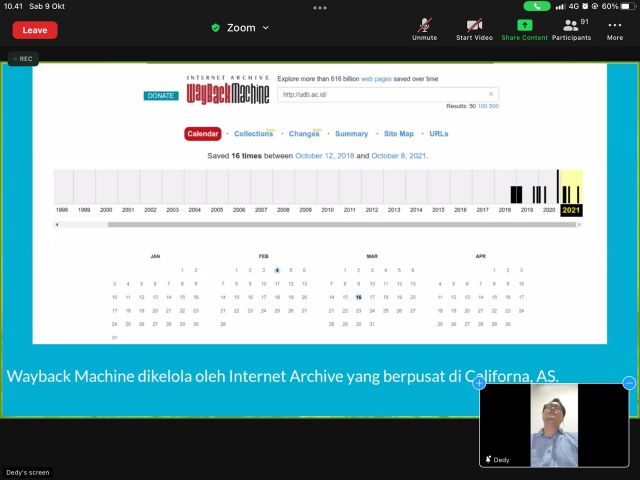 10.41 Sab 9 Okt
4G 60%
Leave
Zoom
Unmute
Start Video
Share Content
91
Participants
More
REC
INTERNET ARCHIVE
WayBackMachine
DONATE
Explore more than 616 billion web pages saved over time
http://udb.ac.id/
Results: 50 100 500
Calendar · Collections · Changes · Summary · Site Map · URLs
Saved 16 times between October 12, 2018 and October 8, 2021.
1998 1999 2000 2001 2002 2003 2004 2005 2006 2007 2008 2009 2010 2011 2012 2013 2014 2015 2016 2017 2018 2019 2020 2021
JAN
1 2
3 4 5 6 7 8 9
10 11 12 13 14 15 16
17 18 19 20 21 22 23
24 25 26 27 28 29 30
31
FEB
1 2 3 4 5 6
7 8 9 10 11 12 13
14 15 16 17 18 19 20
21 22 23 24 25 26 27
28
MAR
1 2 3 4 5 6
7 8 9 10 11 12 13
14 15 16 17 18 19 20
21 22 23 24 25 26 27
28 29 30 31
APR
1 2 3
4 5 6 7 8 9 10
11 12 13 14 15 16 17
18 19 20 21 22 23 24
25 26 27 28 29 30
Wayback Machine dikelola oleh Internet Archive yang berpusat di Californa, AS.
Dedy
Dedy's screen